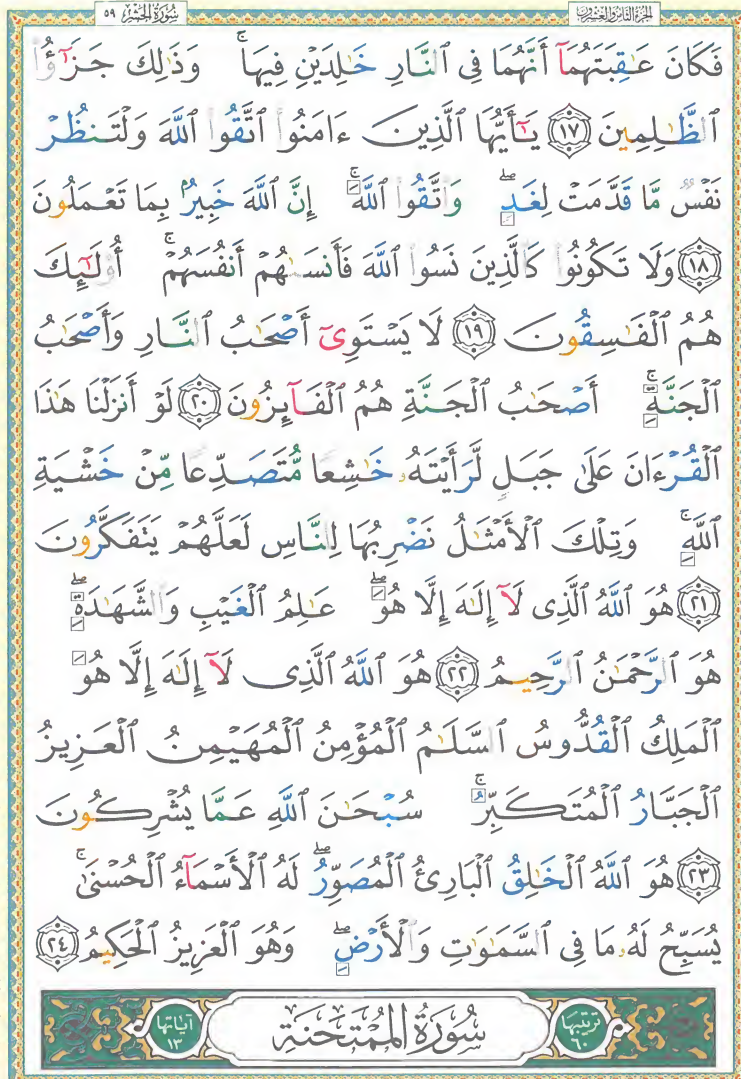 الجزء الثامن والعشرون
سورة الحشر ٥٩
فَكَانَ عَٰقِبَتَهُمَآ أَنَّهُمَا فِى ٱلنَّارِ خَٰلِدَيْنِ فِيهَا ۚ وَذَٰلِكَ جَزَٰٓؤُا۟
ٱلظَّٰلِمِينَ ١٧ يَٰٓأَيُّهَا ٱلَّذِينَ ءَامَنُوا۟ ٱتَّقُوا۟ ٱللَّهَ وَلْتَنظُرْ
نَفْسٌ مَّا قَدَّمَتْ لِغَدٍ ۖ وَٱتَّقُوا۟ ٱللَّهَ ۚ إِنَّ ٱللَّهَ خَبِيرٌۢ بِمَا تَعْمَلُونَ
١٨ وَلَا تَكُونُوا۟ كَٱلَّذِينَ نَسُوا۟ ٱللَّهَ فَأَنسَىٰهُمْ أَنفُسَهُمْ ۚ أُو۟لَٰٓئِكَ
هُمُ ٱلْفَٰسِقُونَ ١٩ لَا يَسْتَوِىٓ أَصْحَٰبُ ٱلنَّارِ وَأَصْحَٰبُ
ٱلْجَنَّةِ ۚ أَصْحَٰبُ ٱلْجَنَّةِ هُمُ ٱلْفَآئِزُونَ ٢٠ لَوْ أَنزَلْنَا هَٰذَا
ٱلْقُرْءَانَ عَلَىٰ جَبَلٍ لَّرَأَيْتَهُۥ خَٰشِعًا مُّتَصَدِّعًا مِّنْ خَشْيَةِ
ٱللَّهِ ۚ وَتِلْكَ ٱلْأَمْثَٰلُ نَضْرِبُهَا لِلنَّاسِ لَعَلَّهُمْ يَتَفَكَّرُونَ
٢١ هُوَ ٱللَّهُ ٱلَّذِى لَآ إِلَٰهَ إِلَّا هُوَ ۖ عَٰلِمُ ٱلْغَيْبِ وَٱلشَّهَٰدَةِ ۖ
هُوَ ٱلرَّحْمَٰنُ ٱلرَّحِيمُ ٢٢ هُوَ ٱللَّهُ ٱلَّذِى لَآ إِلَٰهَ إِلَّا هُوَ
ٱلْمَلِكُ ٱلْقُدُّوسُ ٱلسَّلَٰمُ ٱلْمُؤْمِنُ ٱلْمُهَيْمِنُ ٱلْعَزِيزُ
ٱلْجَبَّارُ ٱلْمُتَكَبِّرُ ۚ سُبْحَٰنَ ٱللَّهِ عَمَّا يُشْرِكُونَ
٢٣ هُوَ ٱللَّهُ ٱلْخَٰلِقُ ٱلْبَارِئُ ٱلْمُصَوِّرُ ۖ لَهُ ٱلْأَسْمَآءُ ٱلْحُسْنَىٰ ۚ
يُسَبِّحُ لَهُۥ مَا فِى ٱلسَّمَٰوَٰتِ وَٱلْأَرْضِ ۖ وَهُوَ ٱلْعَزِيزُ ٱلْحَكِيمُ ٢٤
ترتيبها ٦٠ سورة الممتحنة آياتها ١٣